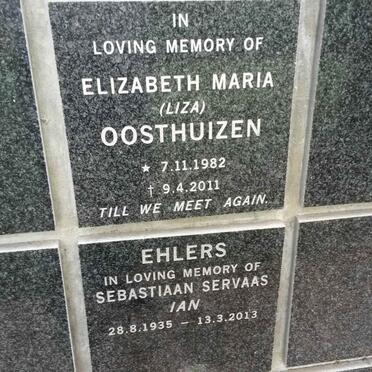 IN
LOVING MEMORY OF
ELIZABETH MARIA
(LIZA)
OOSTHUIZEN
★ 7.11.1982
† 9.4.2011
TILL WE MEET AGAIN.
EHLERS
IN LOVING MEMORY OF
SEBASTIAAN SERVAAS
IAN
28.8.1935 – 13.3.2013